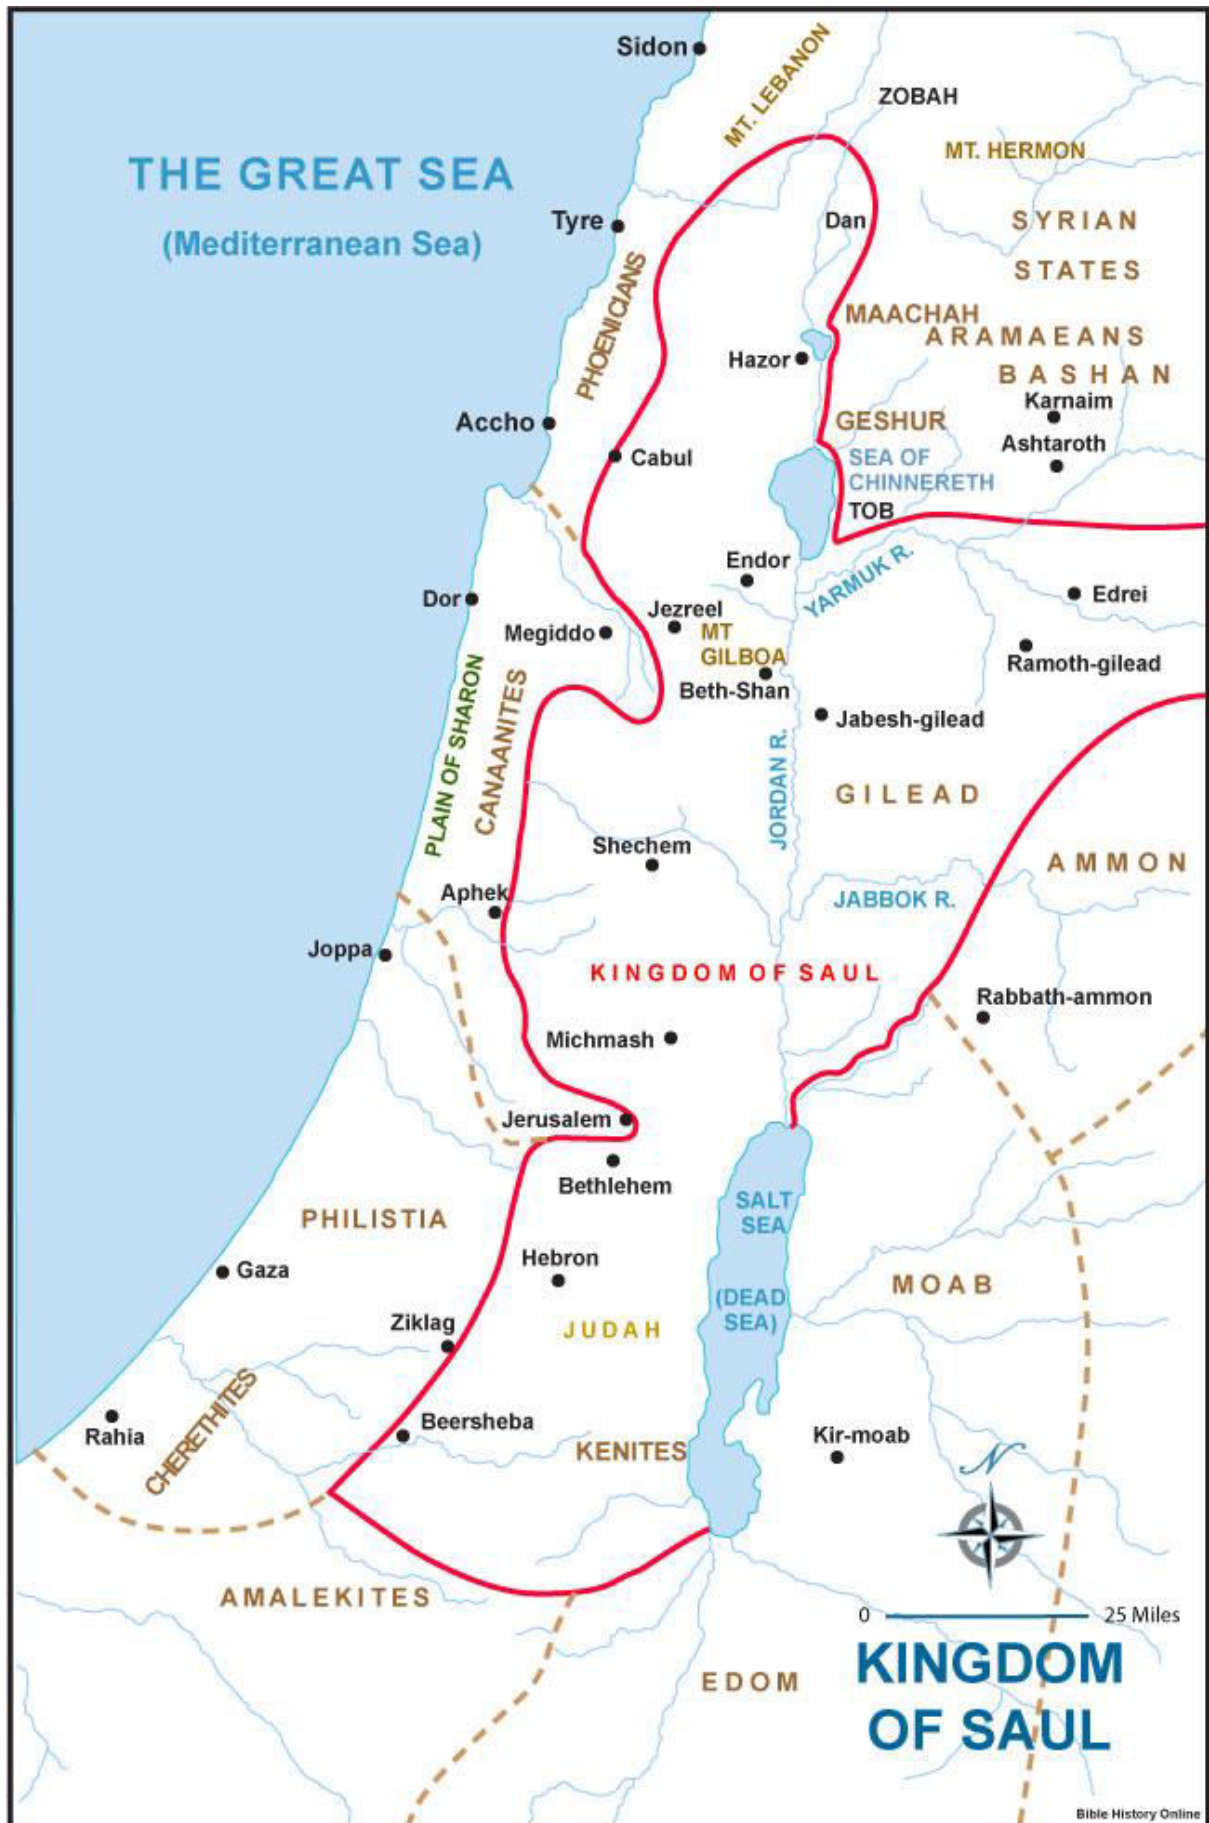 Sidon
MT. LEBANON
ZOBAH
THE GREAT SEA
(Mediterranean Sea)
MT. HERMON
Tyre
Dan
SYRIAN
STATES
PHOENICIANS
MAACHAH
ARAMAEANS
Hazor
BASHAN
Karnaim
Accho
GESHUR
Ashtaroth
Cabul
SEA OF
CHINNERETH
TOB
Endor
YARMUK R.
Dor
Edrei
Jezreel
Megiddo
MT
GILBOA
Ramoth-gilead
Beth-Shan
Jabesh-gilead
PLAIN OF SHARON
CANAANITES
JORDAN R.
GILEAD
Shechem
AMMON
Aphek
JABBOK R.
Joppa
KINGDOM OF SAUL
Rabbath-ammon
Michmash
Jerusalem
Bethlehem
SALT
SEA
PHILISTIA
Hebron
Gaza
MOAB
(DEAD
SEA)
Ziklag
JUDAH
CHERETHITES
Beersheba
Rahia
KENITES
Kir-moab
N
AMALEKITES
0 25 Miles
EDOM
KINGDOM
OF SAUL
Bible History Online